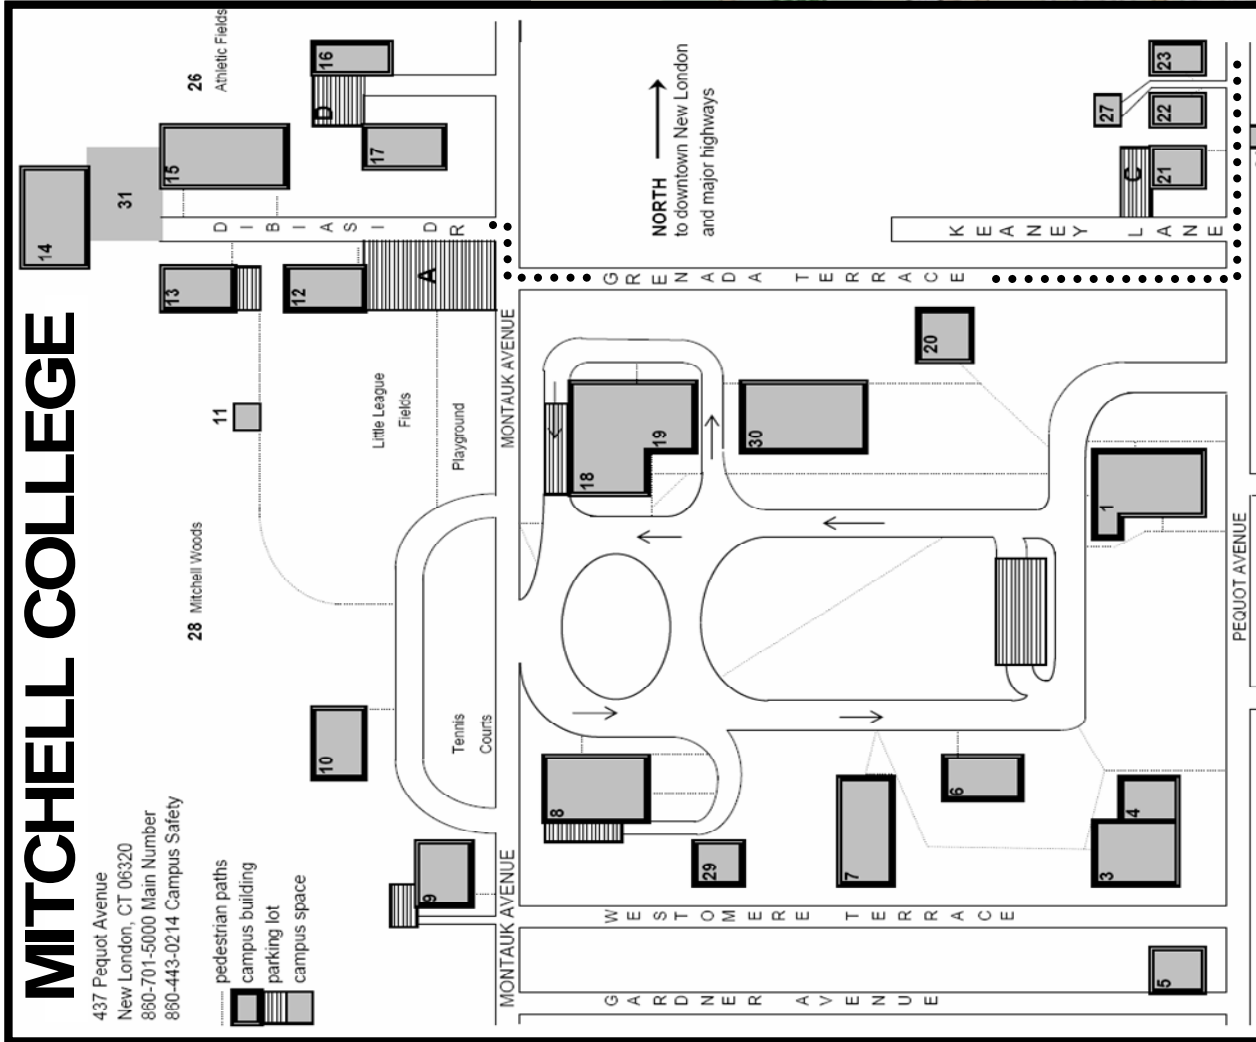 MITCHELL COLLEGE
437 Pequot Avenue
New London, CT 06320
860-701-5000 Main Number
860-443-0214 Campus Safety
pedestrian paths
campus building
parking lot
campus space
28 Mitchell Woods
26
Athletic Fields
14
31
15
16
D
17
13
12
A
11
10
9
DIBIASI DR
Little League
Fields
Playground
Tennis
Courts
MONTAUK AVENUE
MONTAUK AVENUE
NORTH
to downtown New London
and major highways
GRENADA TERRACE
KEANEY LANE
27
23
22
21
C
20
18
19
30
1
8
29
7
6
4
3
5
WESTOMERE TERRACE
GARDNER AVENUE
PEQUOT AVENUE